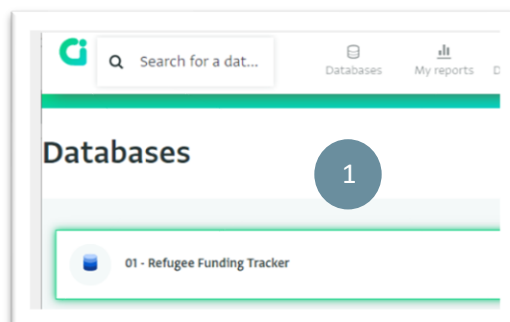 Search for a dat...
Databases
My reports
Databases
1
01 - Refugee Funding Tracker